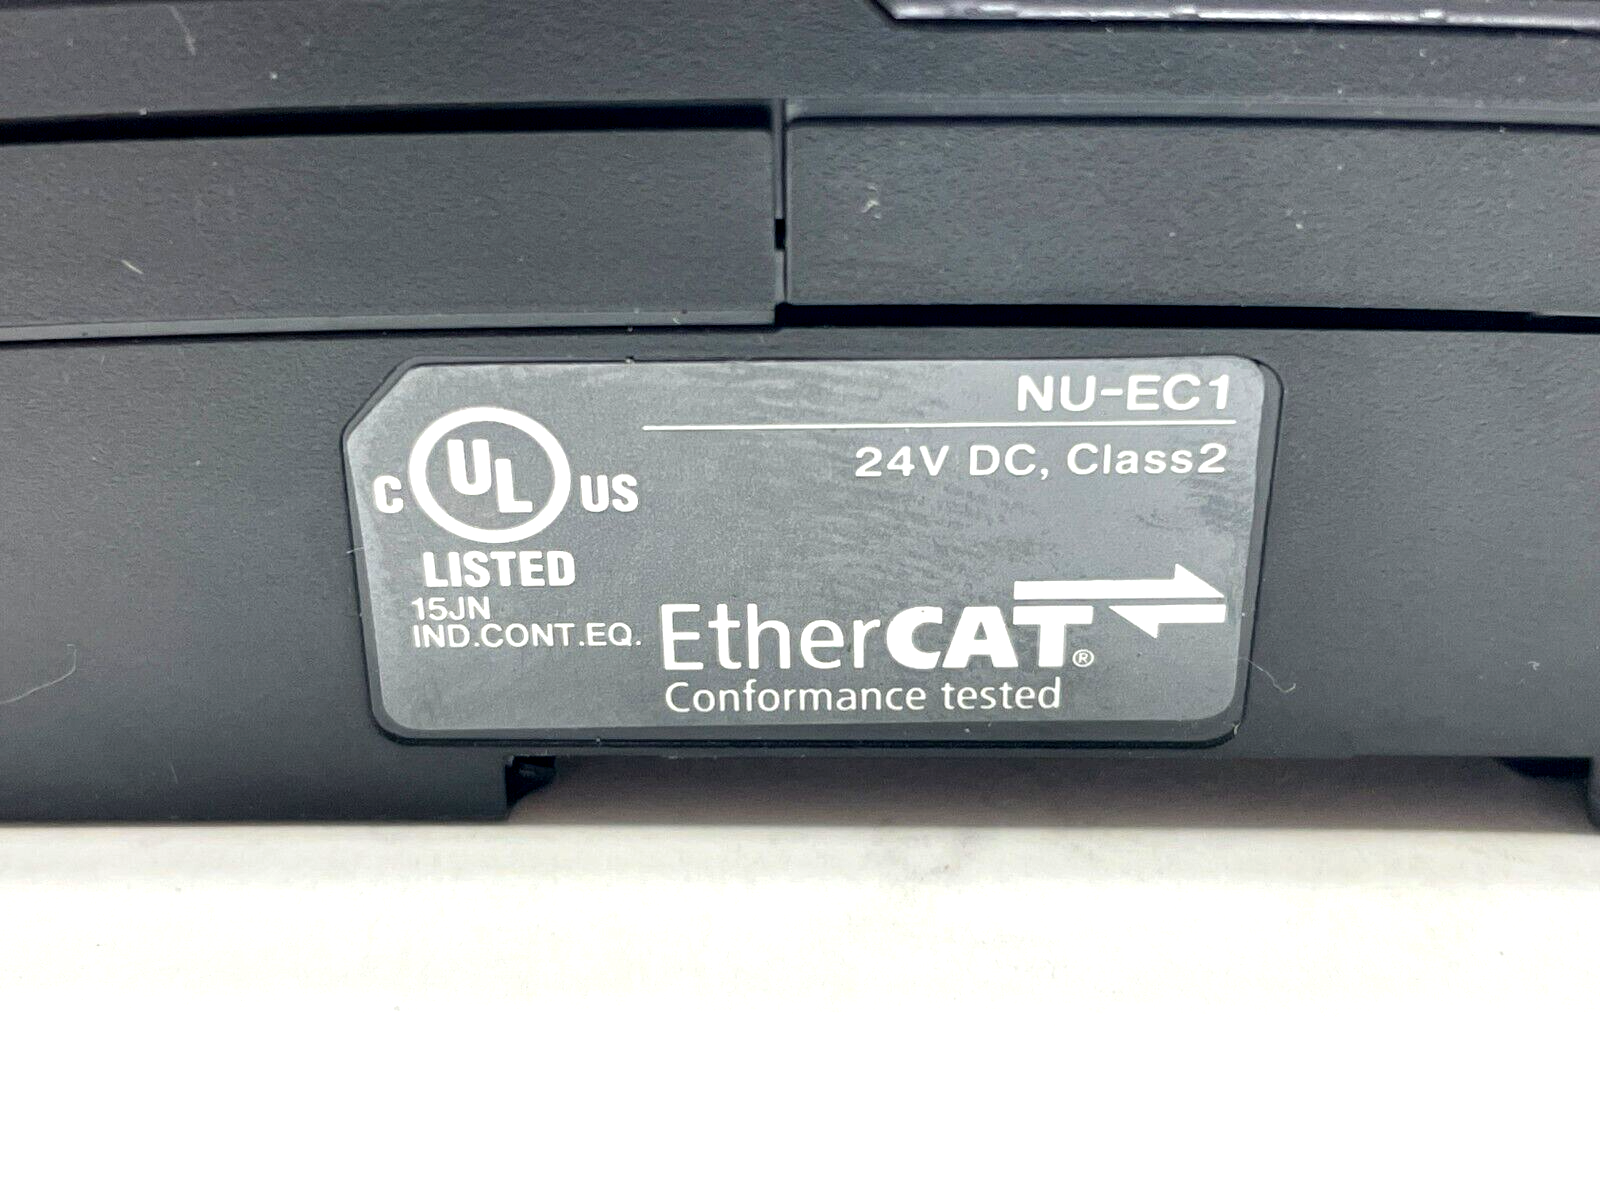 NU-EC1
24V DC, Class2
C UL US
LISTED
15JN
IND.CONT.EQ.
EtherCAT®
Conformance tested